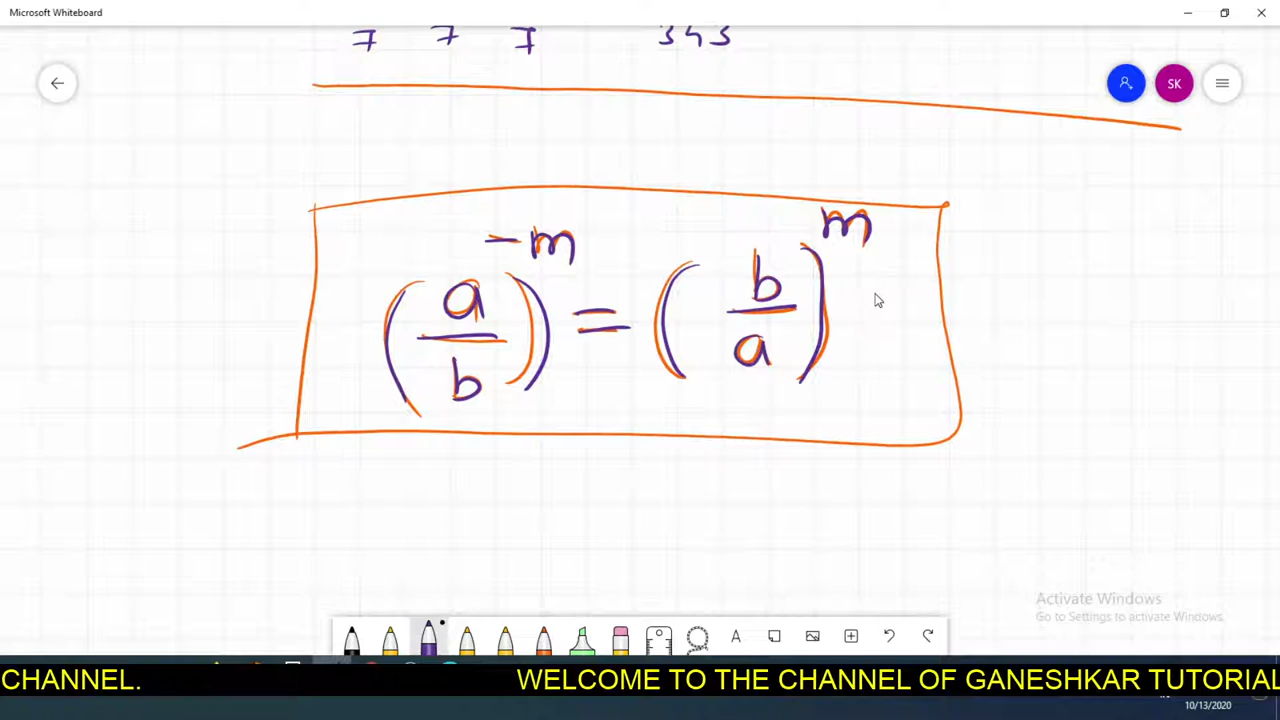 Microsoft Whiteboard
7 7 7 343
SK
(a/b)^-m = (b/a)^m
Activate Windows
Go to Settings to activate Windows.
A
CHANNEL. WELCOME TO THE CHANNEL OF GANESHKAR TUTORIAL
10/13/2020